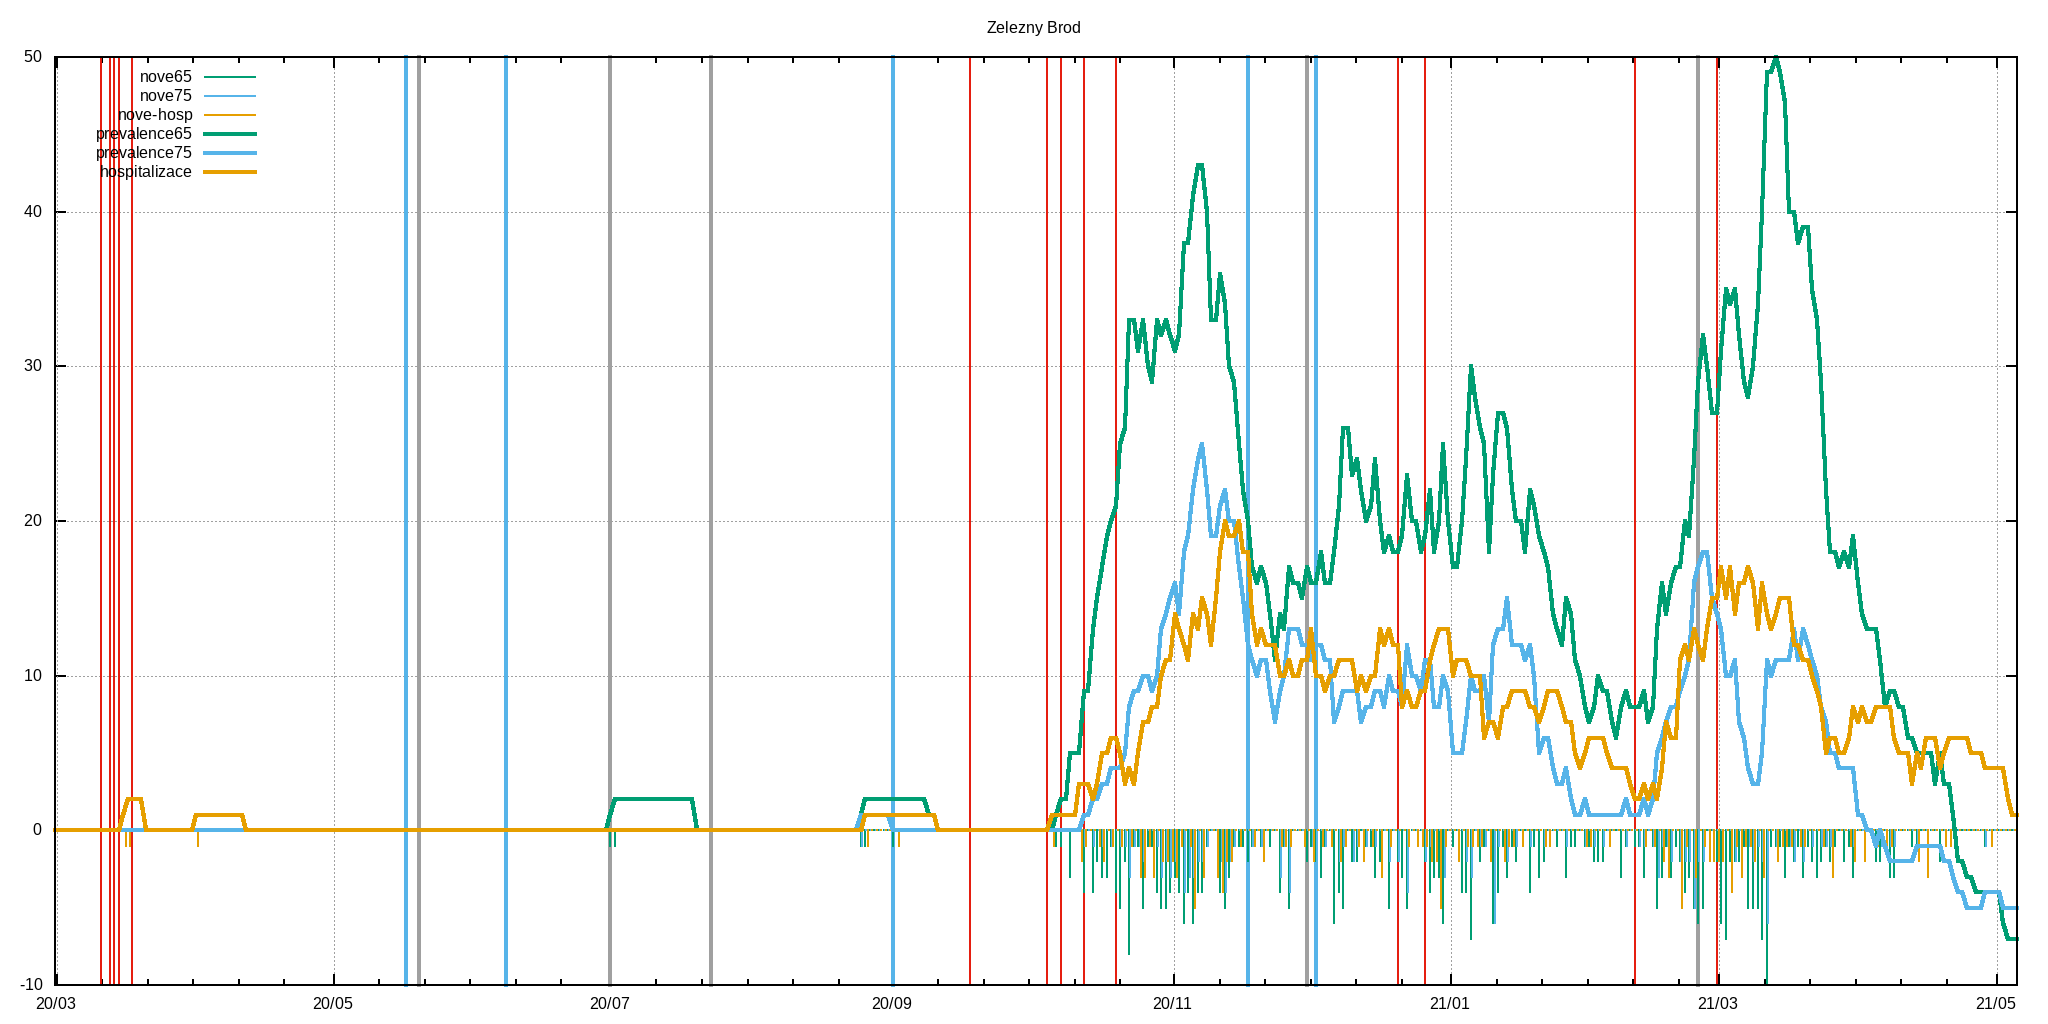 Zelezny Brod
50
nove65
nove75
nove-hosp
prevalence65
prevalence75
hospitalizace
40
30
20
10
0
-10
20/03 20/05 20/07 20/09 20/11 21/01 21/03 21/05